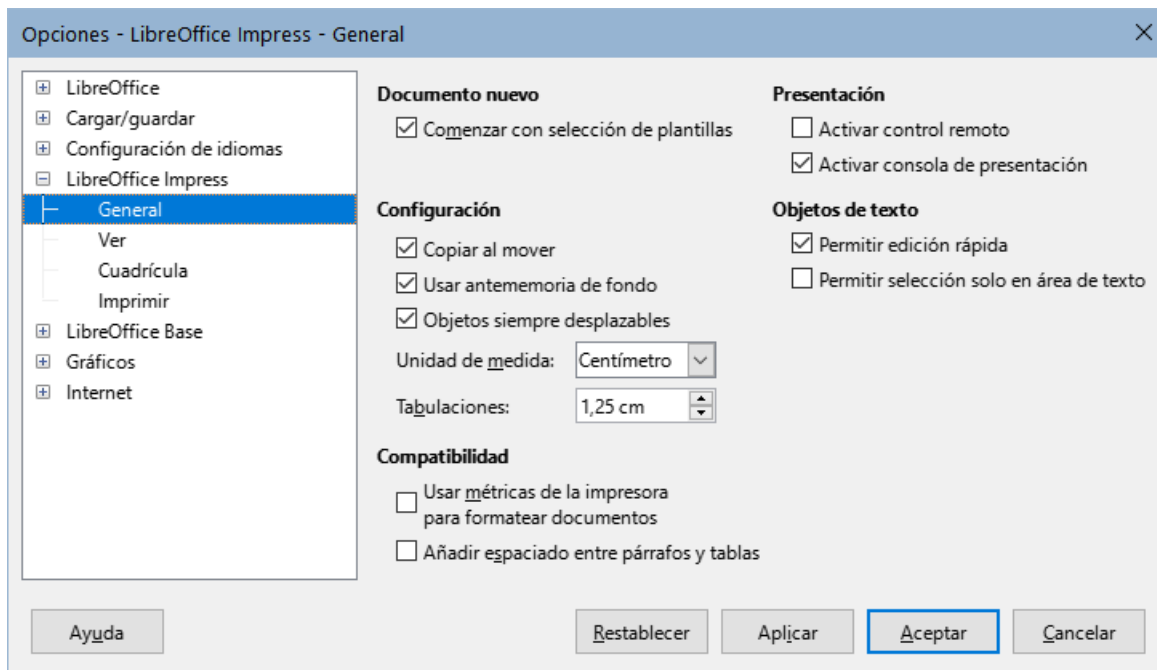 Opciones - LibreOffice Impress - General
LibreOffice
Cargar/guardar
Configuración de idiomas
LibreOffice Impress
General
Ver
Cuadrícula
Imprimir
LibreOffice Base
Gráficos
Internet
Documento nuevo
Comenzar con selección de plantillas
Configuración
Copiar al mover
Usar antememoria de fondo
Objetos siempre desplazables
Unidad de medida: Centímetro
Tabulaciones: 1,25 cm
Compatibilidad
Usar métricas de la impresora
para formatear documentos
Añadir espaciado entre párrafos y tablas
Presentación
Activar control remoto
Activar consola de presentación
Objetos de texto
Permitir edición rápida
Permitir selección solo en área de texto
Ayuda Restablecer Aplicar Aceptar Cancelar